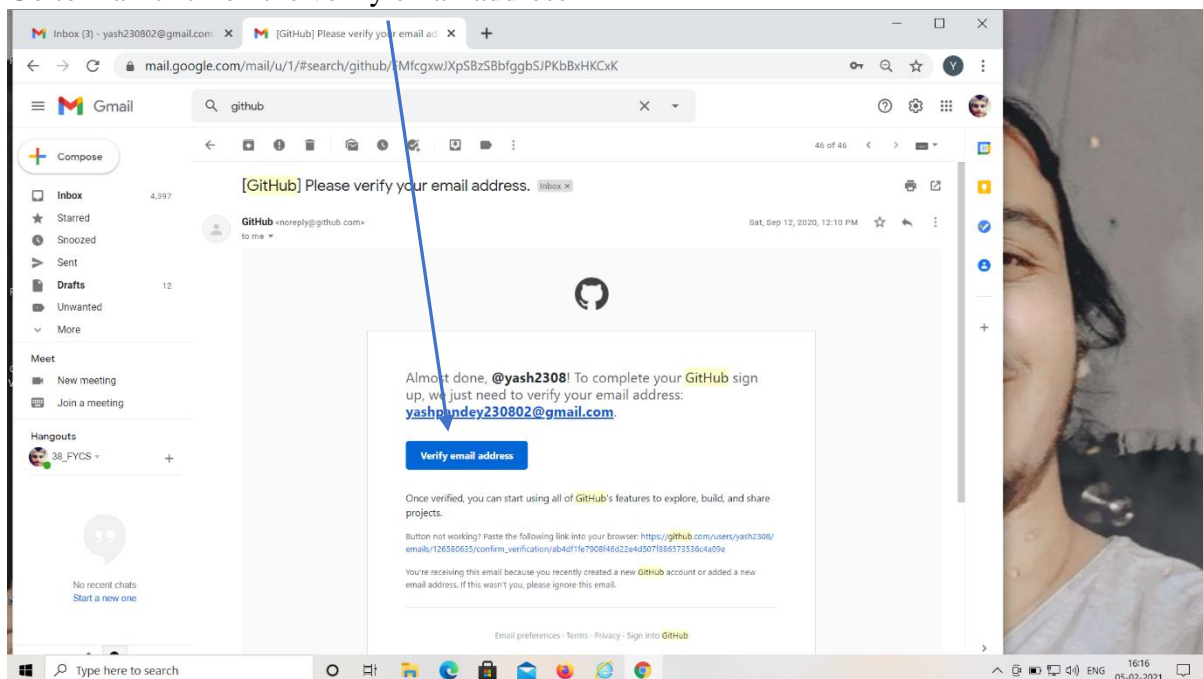 Inbox (3) - yash230802@gmail.com
[GitHub] Please verify your email ad
mail.google.com/mail/u/1/#search/github/
Gmail
github
Compose
46 of 46
Inbox 4,397
Starred
Snoozed
Sent
Drafts 12
Unwanted
More
Meet
New meeting
Join a meeting
Hangouts
38_FYCS
No recent chats
Start a new one
[GitHub] Please verify your email address. Inbox ×
GitHub <noreply@github.com> Sat, Sep 12, 2020, 12:10 PM
to me
Almost done, @yash2308! To complete your GitHub sign
up, we just need to verify your email address:
yashpandey230802@gmail.com.
Verify email address
Once verified, you can start using all of GitHub's features to explore, build, and share
projects.
Button not working? Paste the following link into your browser: https://github.com/users/yash2308/
emails/126580635/confirm_verification/
You're receiving this email because you recently created a new GitHub account or added a new
email address. If this wasn't you, please ignore this email.
Email preferences · Terms · Privacy · Sign into GitHub
Type here to search
ENG
16:16
05-02-2021
Y